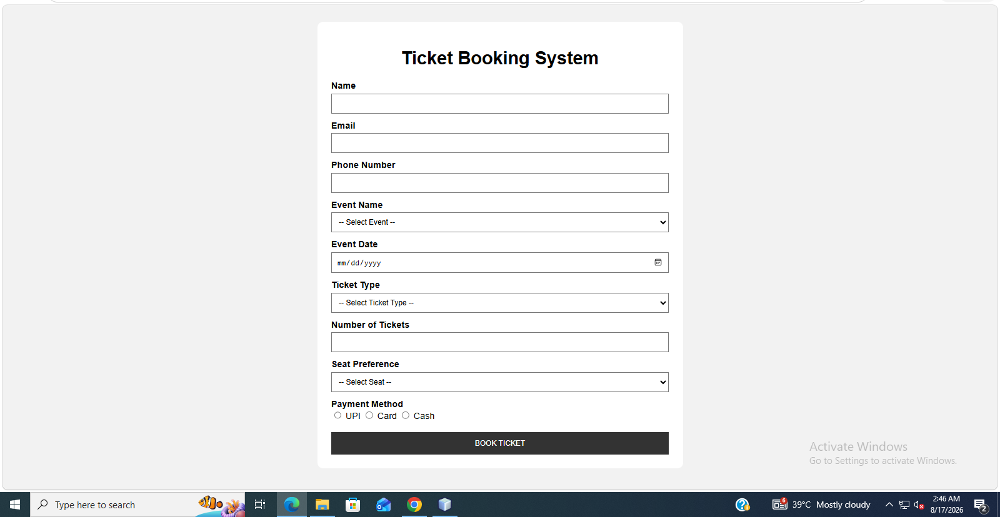 Ticket Booking System
Name
Email
Phone Number
Event Name
-- Select Event --
Event Date
mm/dd/yyyy
Ticket Type
-- Select Ticket Type --
Number of Tickets
Seat Preference
-- Select Seat --
Payment Method
UPI Card Cash
BOOK TICKET
Activate Windows
Go to Settings to activate Windows.
Type here to search
6
39°C Mostly cloudy
2:46 AM
8/17/2026
2